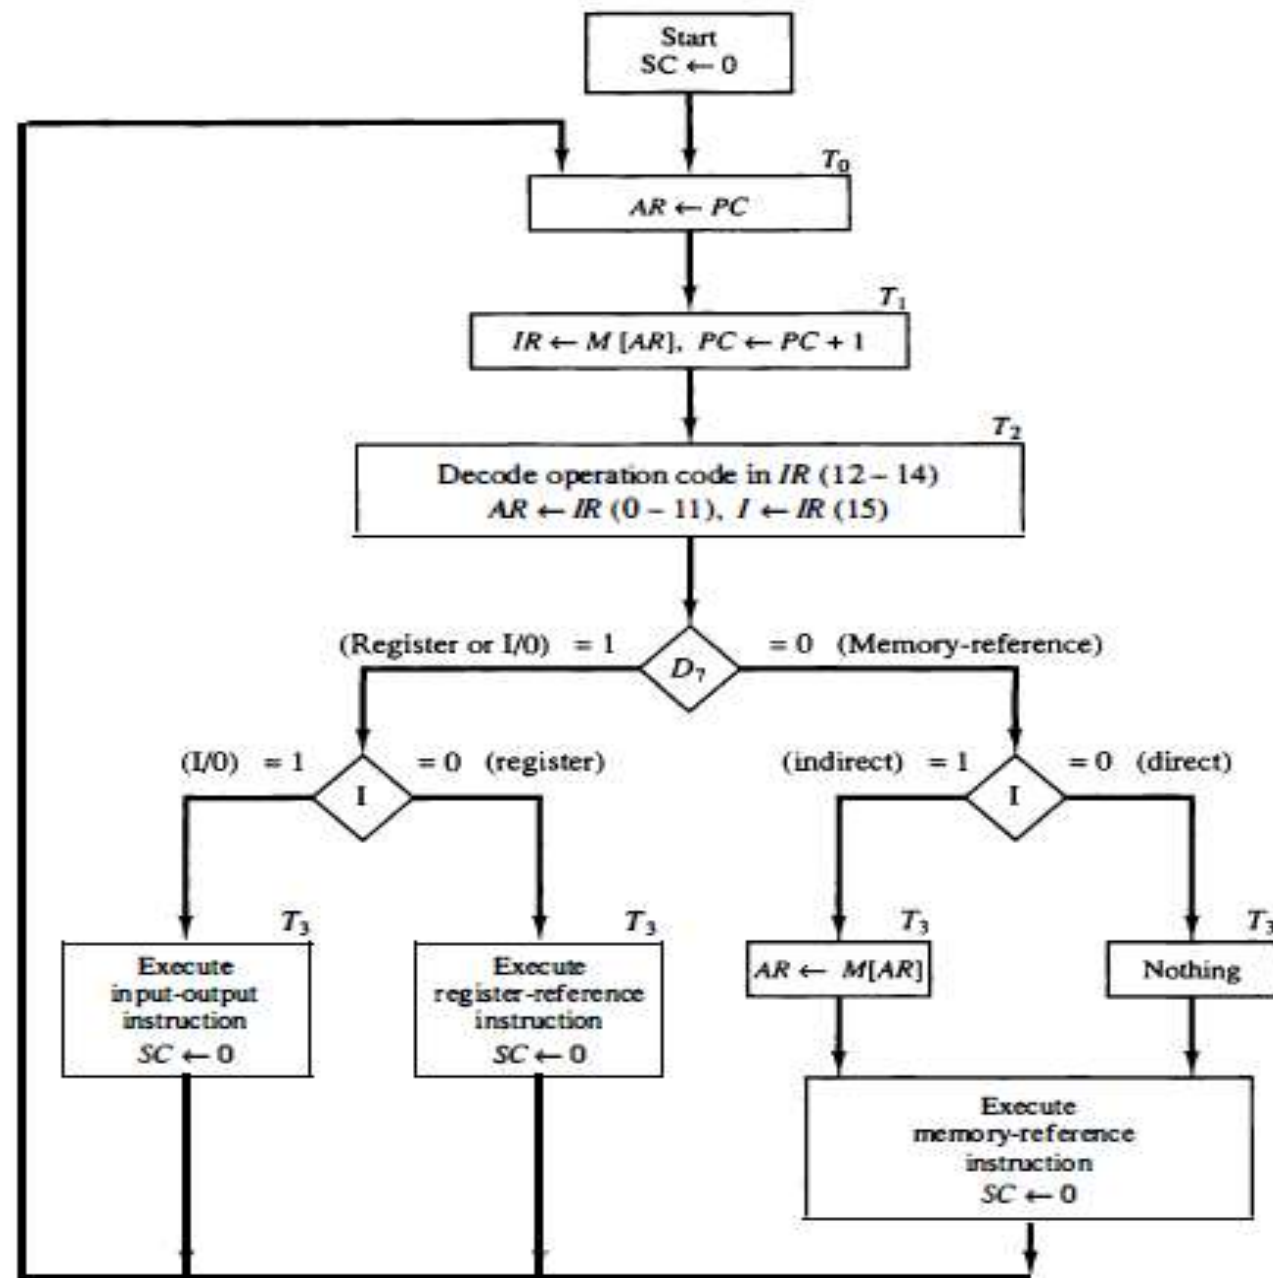 Start
SC ← 0
T₀
AR ← PC
T₁
IR ← M [AR], PC ← PC + 1
T₂
Decode operation code in IR (12 – 14)
AR ← IR (0 – 11), I ← IR (15)
(Register or I/0) = 1
= 0 (Memory-reference)
D₇
(I/0) = 1
= 0 (register)
I
(indirect) = 1
= 0 (direct)
I
T₃
Execute
input-output
instruction
SC ← 0
T₃
Execute
register-reference
instruction
SC ← 0
T₃
AR ← M[AR]
T₃
Nothing
Execute
memory-reference
instruction
SC ← 0